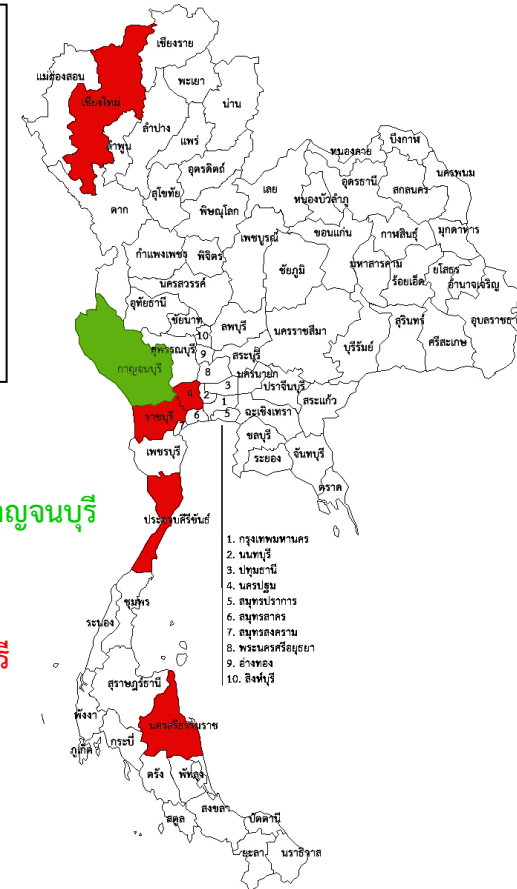 เชียงราย
แม่ฮ่องสอน
พะเยา
เชียงใหม่
น่าน
ลำปาง
แพร่
ลำพูน
อุตรดิตถ์
สุโขทัย
ตาก
พิษณุโลก
บึงกาฬ
หนองคาย
นครพนม
อุดรธานี
เลย
สกลนคร
หนองบัวลำภู
มุกดาหาร
ขอนแก่น
กาฬสินธุ์
เพชรบูรณ์
กำแพงเพชร
พิจิตร
มหาสารคาม
ยโสธร
ชัยภูมิ
ร้อยเอ็ด
อำนาจเจริญ
นครสวรรค์
อุทัยธานี
ชัยนาท
ลพบุรี
นครราชสีมา
สุรินทร์
อุบลราชธา
บุรีรัมย์
ศรีสะเกษ
10
สุพรรณบุรี
9
สระบุรี
กาญจนบุรี
8
นครนายก
3
ปราจีนบุรี
4
2
1
สระแก้ว
ราชบุรี
6
5
ฉะเชิงเทรา
ชลบุรี
เพชรบุรี
ระยอง
จันทบุรี
ตราด
าญจนบุรี
ประจวบคีรีขันธ์
1. กรุงเทพมหานคร
2. นนทบุรี
3. ปทุมธานี
4. นครปฐม
5. สมุทรปราการ
6. สมุทรสาคร
7. สมุทรสงคราม
8. พระนครศรีอยุธยา
9. อ่างทอง
10. สิงห์บุรี
ชุมพร
ระนอง
รี
สุราษฎร์ธานี
พังงา
นครศรีธรรมราช
กระบี่
ภูเก็ต
ตรัง
พัทลุง
สงขลา
สตูล
ปัตตานี
ยะลา
นราธิวาส